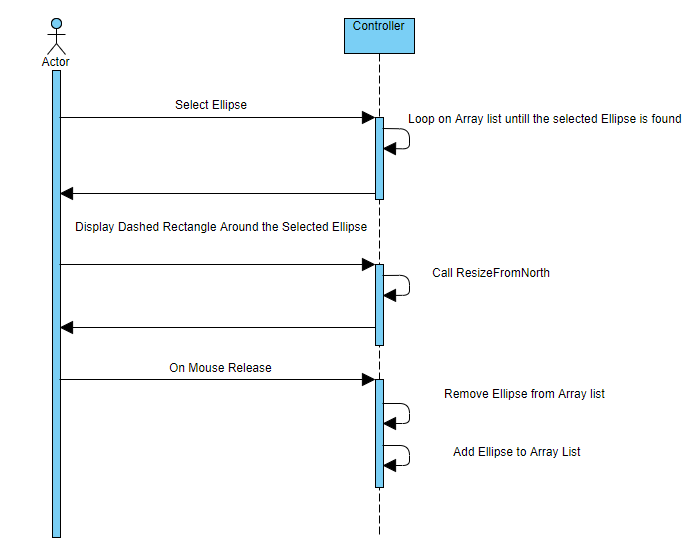 Controller
Actor
Select Ellipse
Loop on Array list untill the selected Ellipse is found
Display Dashed Rectangle Around the Selected Ellipse
Call ResizeFromNorth
On Mouse Release
Remove Ellipse from Array list
Add Ellipse to Array List